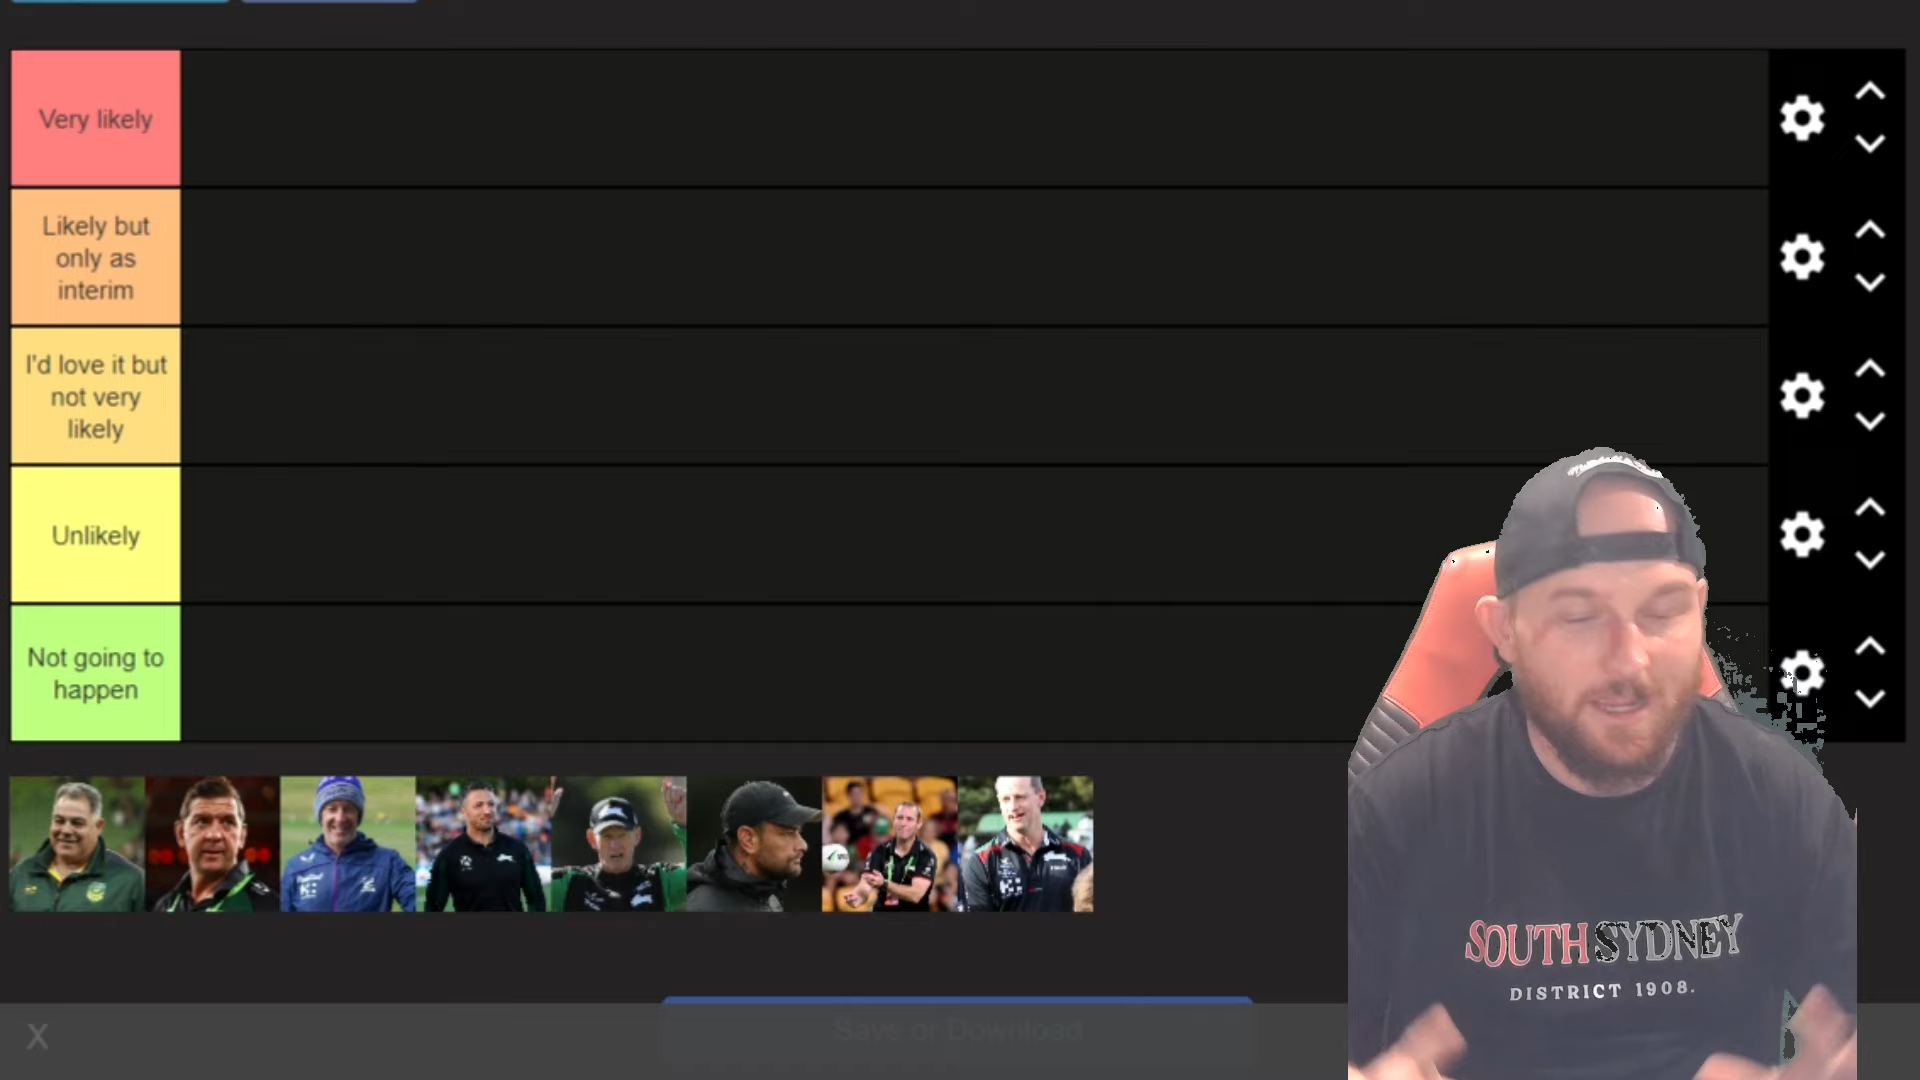 Very likely
Likely but
only as
interim
I'd love it but
not very
likely
Unlikely
Not going to
happen
SOUTH SYDNEY
DISTRICT 1908.
X
Save or Download